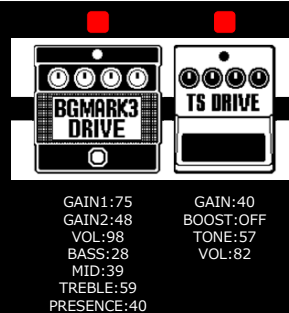 BGMARK3
DRIVE
TS DRIVE
GAIN1:75
GAIN2:48
VOL:98
BASS:28
MID:39
TREBLE:59
PRESENCE:40
GAIN:40
BOOST:OFF
TONE:57
VOL:82